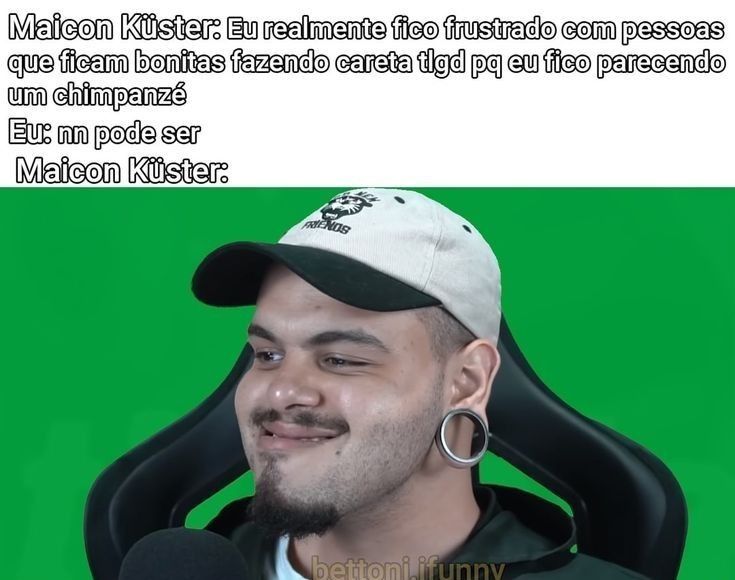 Maicon Küster: Eu realmente fico frustrado com pessoas
que ficam bonitas fazendo careta tlgd pq eu fico parecendo
um chimpanzé
Eu: nn pode ser
Maicon Küster:
FRIENDS
bettoni.ifunny